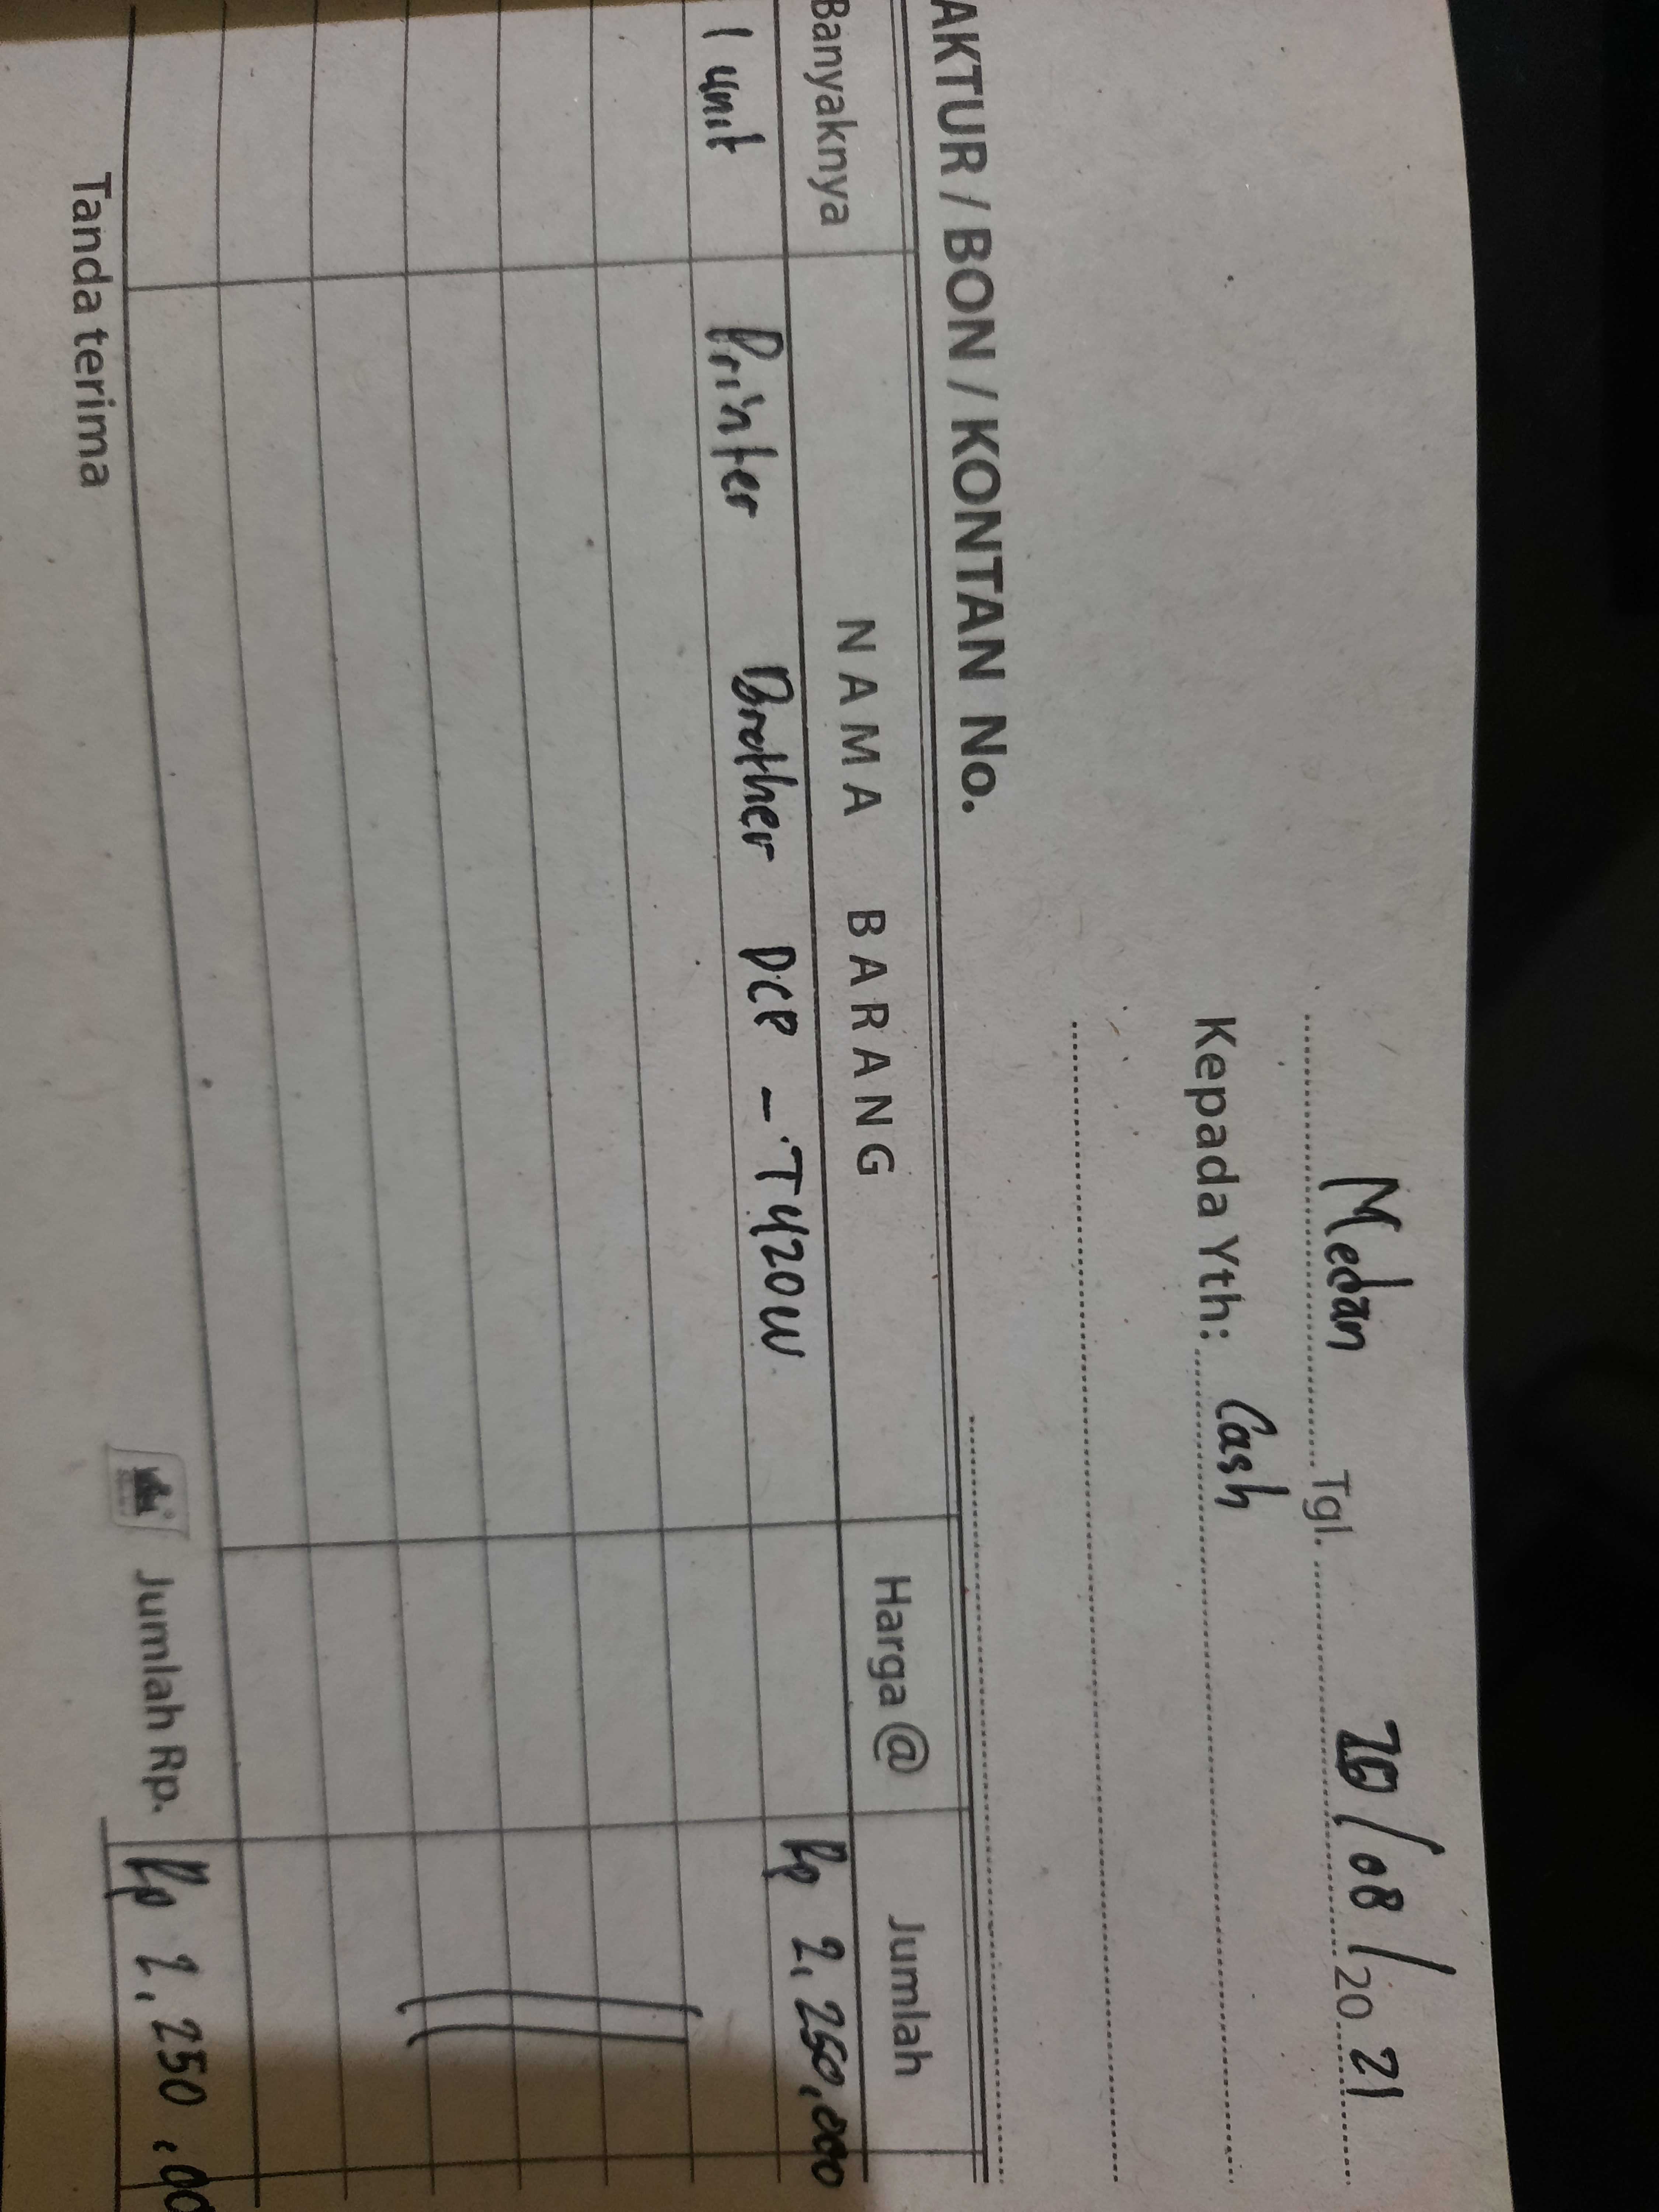 Medan Tgl. /08/2021
Kepada Yth: Cash
AKTUR / BON / KONTAN No.
Banyaknya NAMA BARANG Harga @ Jumlah
1 unit Printer Brother DCP - T420W Rp 2.250.000
Tanda terima Jumlah Rp. Rp 2.250.00